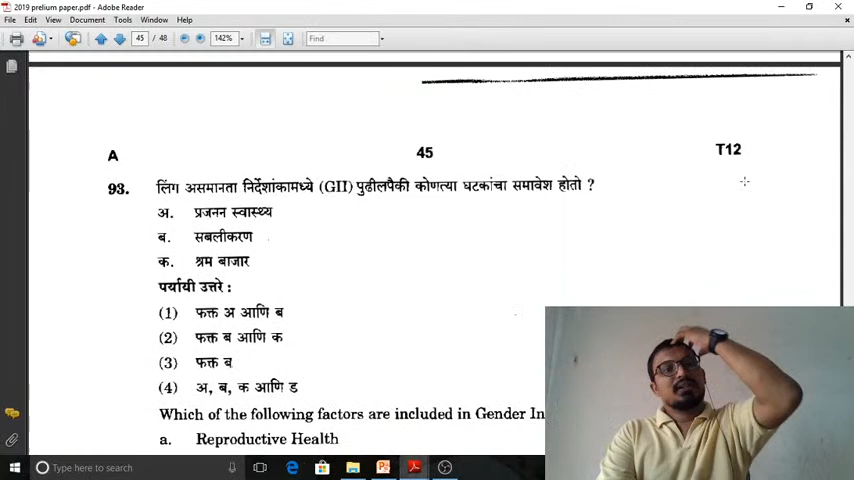 2019 prelium paper.pdf - Adobe Reader
File Edit View Document Tools Window Help
45 / 48 142% Find
A 45 T12
93. लिंग असमानता निर्देशांकामध्ये (GII) पुढीलपैकी कोणत्या घटकांचा समावेश होतो ?
अ. प्रजनन स्वास्थ्य
ब. सबलीकरण
क. श्रम बाजार
पर्यायी उत्तरे :
(1) फक्त अ आणि ब
(2) फक्त ब आणि क
(3) फक्त ब
(4) अ, ब, क आणि ड
Which of the following factors are included in Gender In
a. Reproductive Health
Type here to search